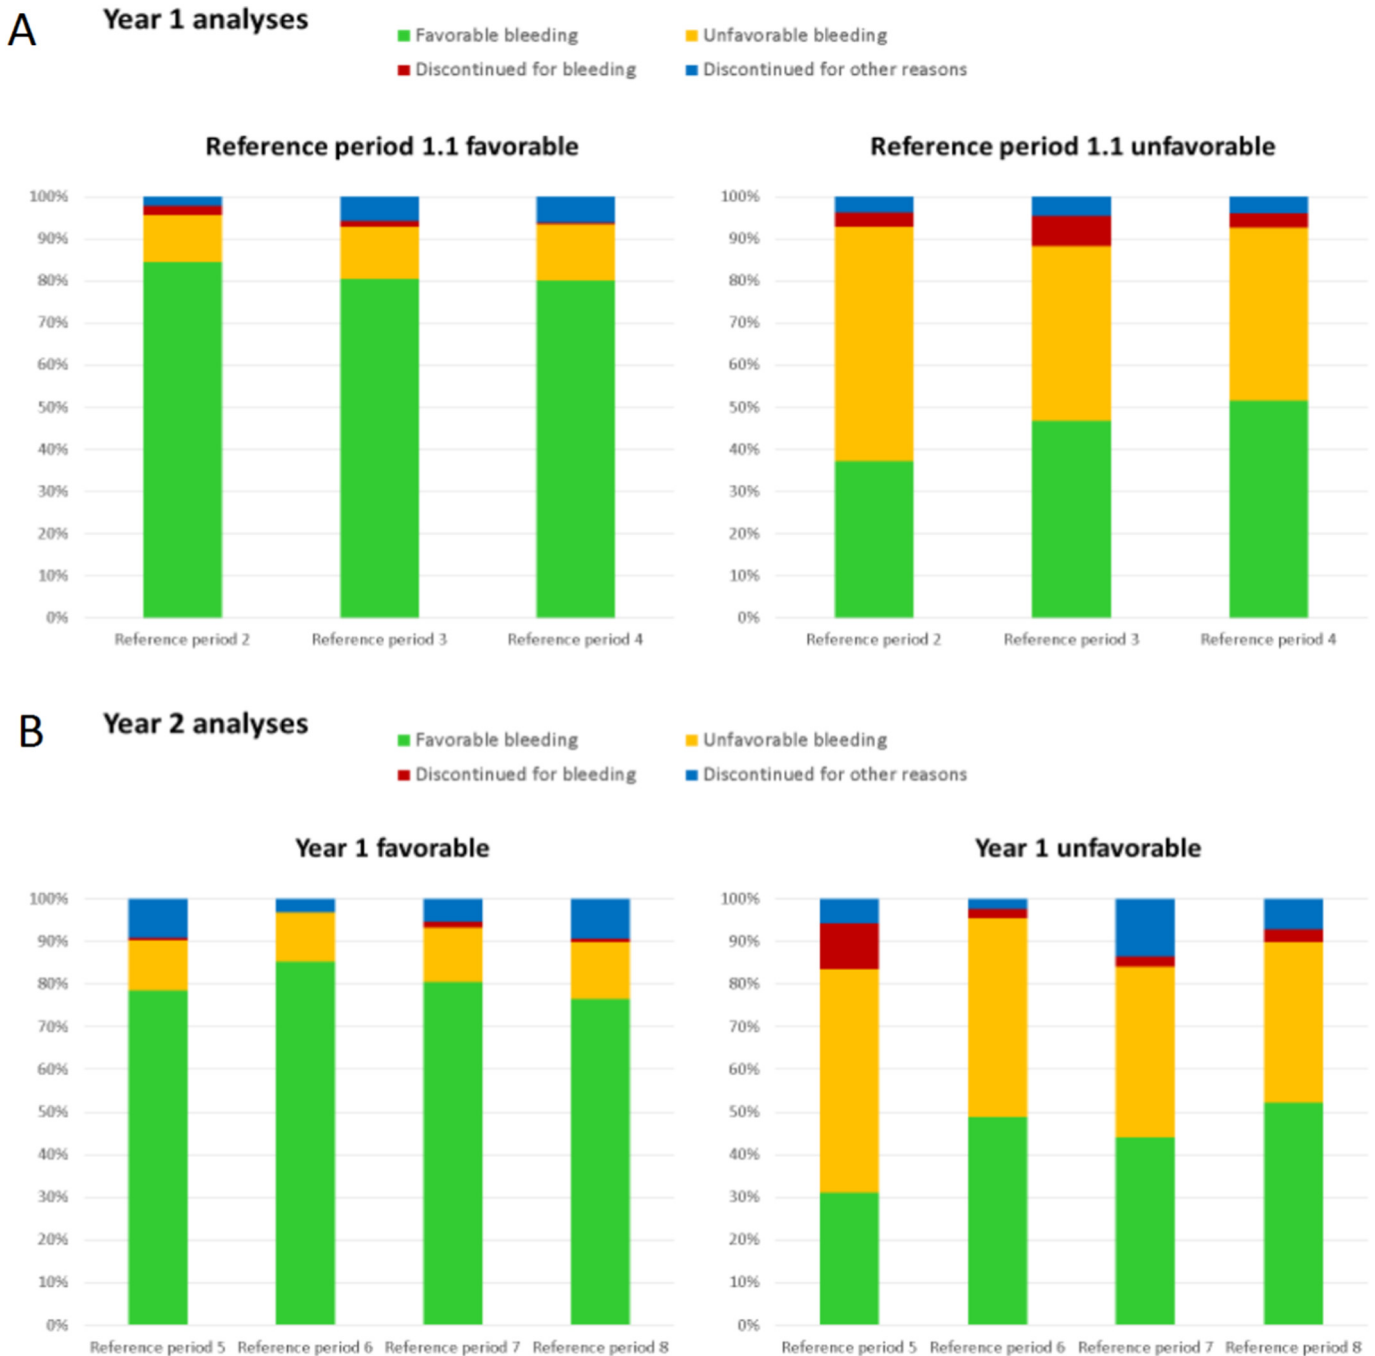 A
Year 1 analyses
Favorable bleeding
Unfavorable bleeding
Discontinued for bleeding
Discontinued for other reasons
Reference period 1.1 favorable
100%
90%
80%
70%
60%
50%
40%
30%
20%
10%
0%
Reference period 2 Reference period 3 Reference period 4
Reference period 1.1 unfavorable
100%
90%
80%
70%
60%
50%
40%
30%
20%
10%
0%
Reference period 2 Reference period 3 Reference period 4
B
Year 2 analyses
Favorable bleeding
Unfavorable bleeding
Discontinued for bleeding
Discontinued for other reasons
Year 1 favorable
100%
90%
80%
70%
60%
50%
40%
30%
20%
10%
0%
Reference period 5 Reference period 6 Reference period 7 Reference period 8
Year 1 unfavorable
100%
90%
80%
70%
60%
50%
40%
30%
20%
10%
0%
Reference period 5 Reference period 6 Reference period 7 Reference period 8